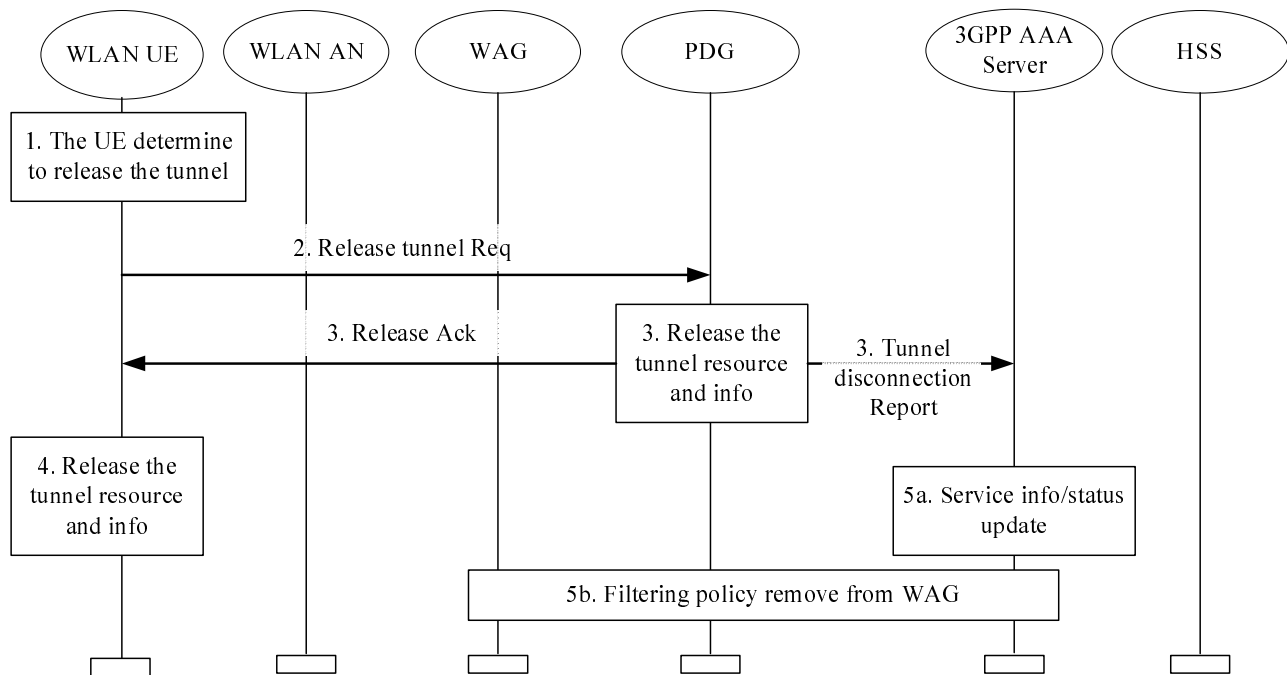 WLAN UE
WLAN AN
WAG
PDG
3GPP AAA
Server
HSS
1. The UE determine
to release the tunnel
2. Release tunnel Req
3. Release Ack
3. Release the
tunnel resource
and info
3. Tunnel
disconnection
Report
4. Release the
tunnel resource
and info
5a. Service info/status
update
5b. Filtering policy remove from WAG